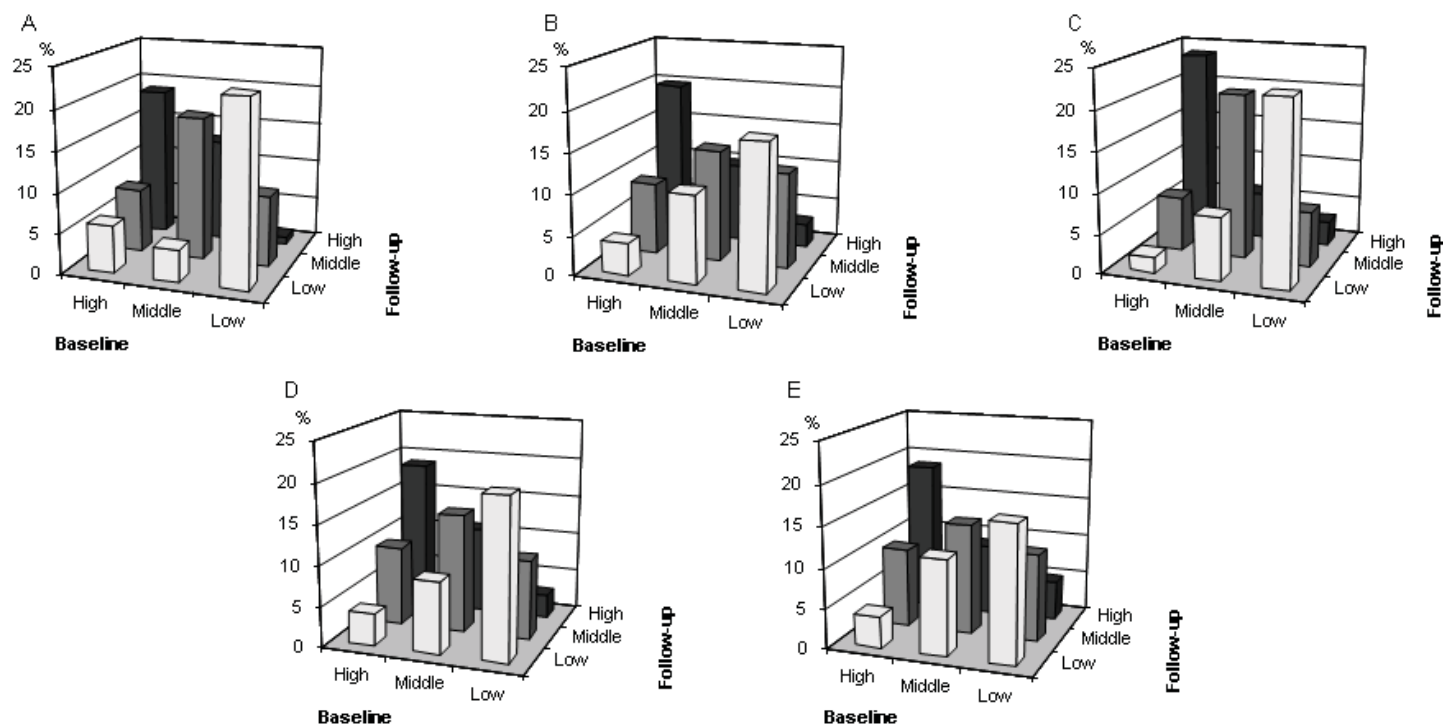 A
%
25
20
15
10
5
0
High
Middle
Low
Baseline
High
Middle
Low
Follow-up
B
%
25
20
15
10
5
0
High
Middle
Low
Baseline
High
Middle
Low
Follow-up
C
%
25
20
15
10
5
0
High
Middle
Low
Baseline
High
Middle
Low
Follow-up
D
%
25
20
15
10
5
0
High
Middle
Low
Baseline
High
Middle
Low
Follow-up
E
%
25
20
15
10
5
0
High
Middle
Low
Baseline
High
Middle
Low
Follow-up